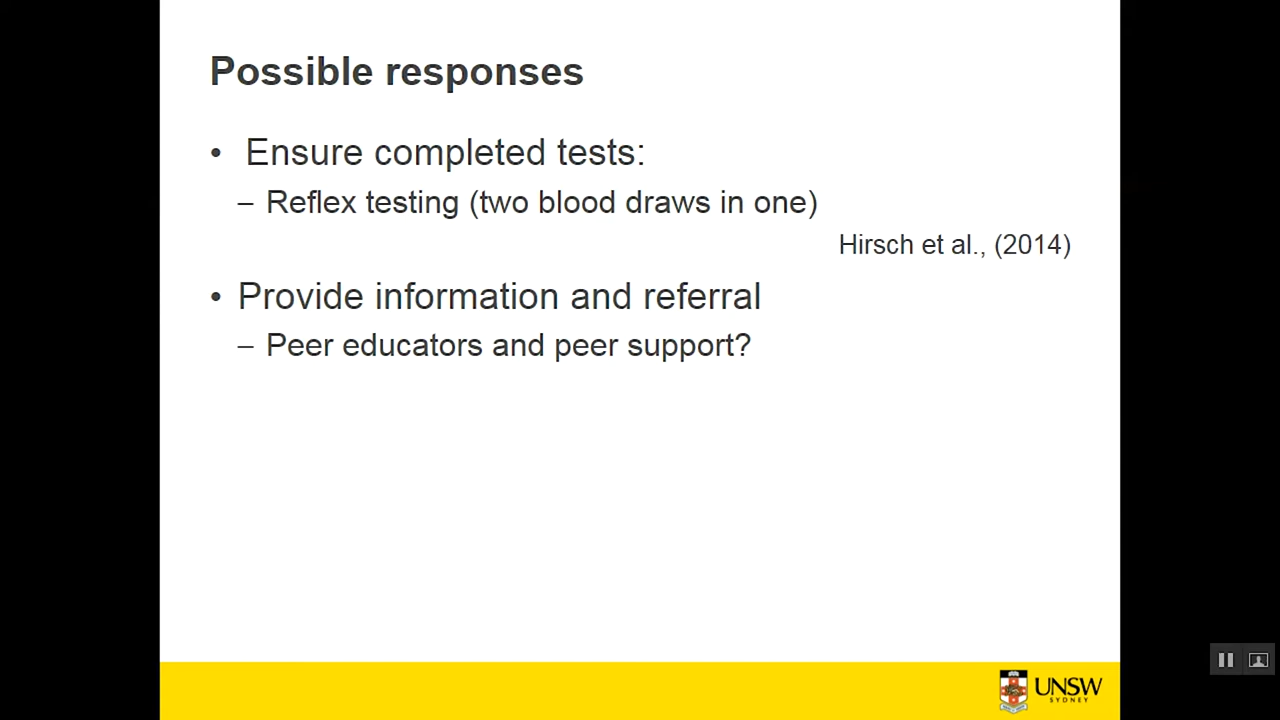 Possible responses
• Ensure completed tests:
– Reflex testing (two blood draws in one)
Hirsch et al., (2014)
• Provide information and referral
– Peer educators and peer support?
UNSW
SYDNEY